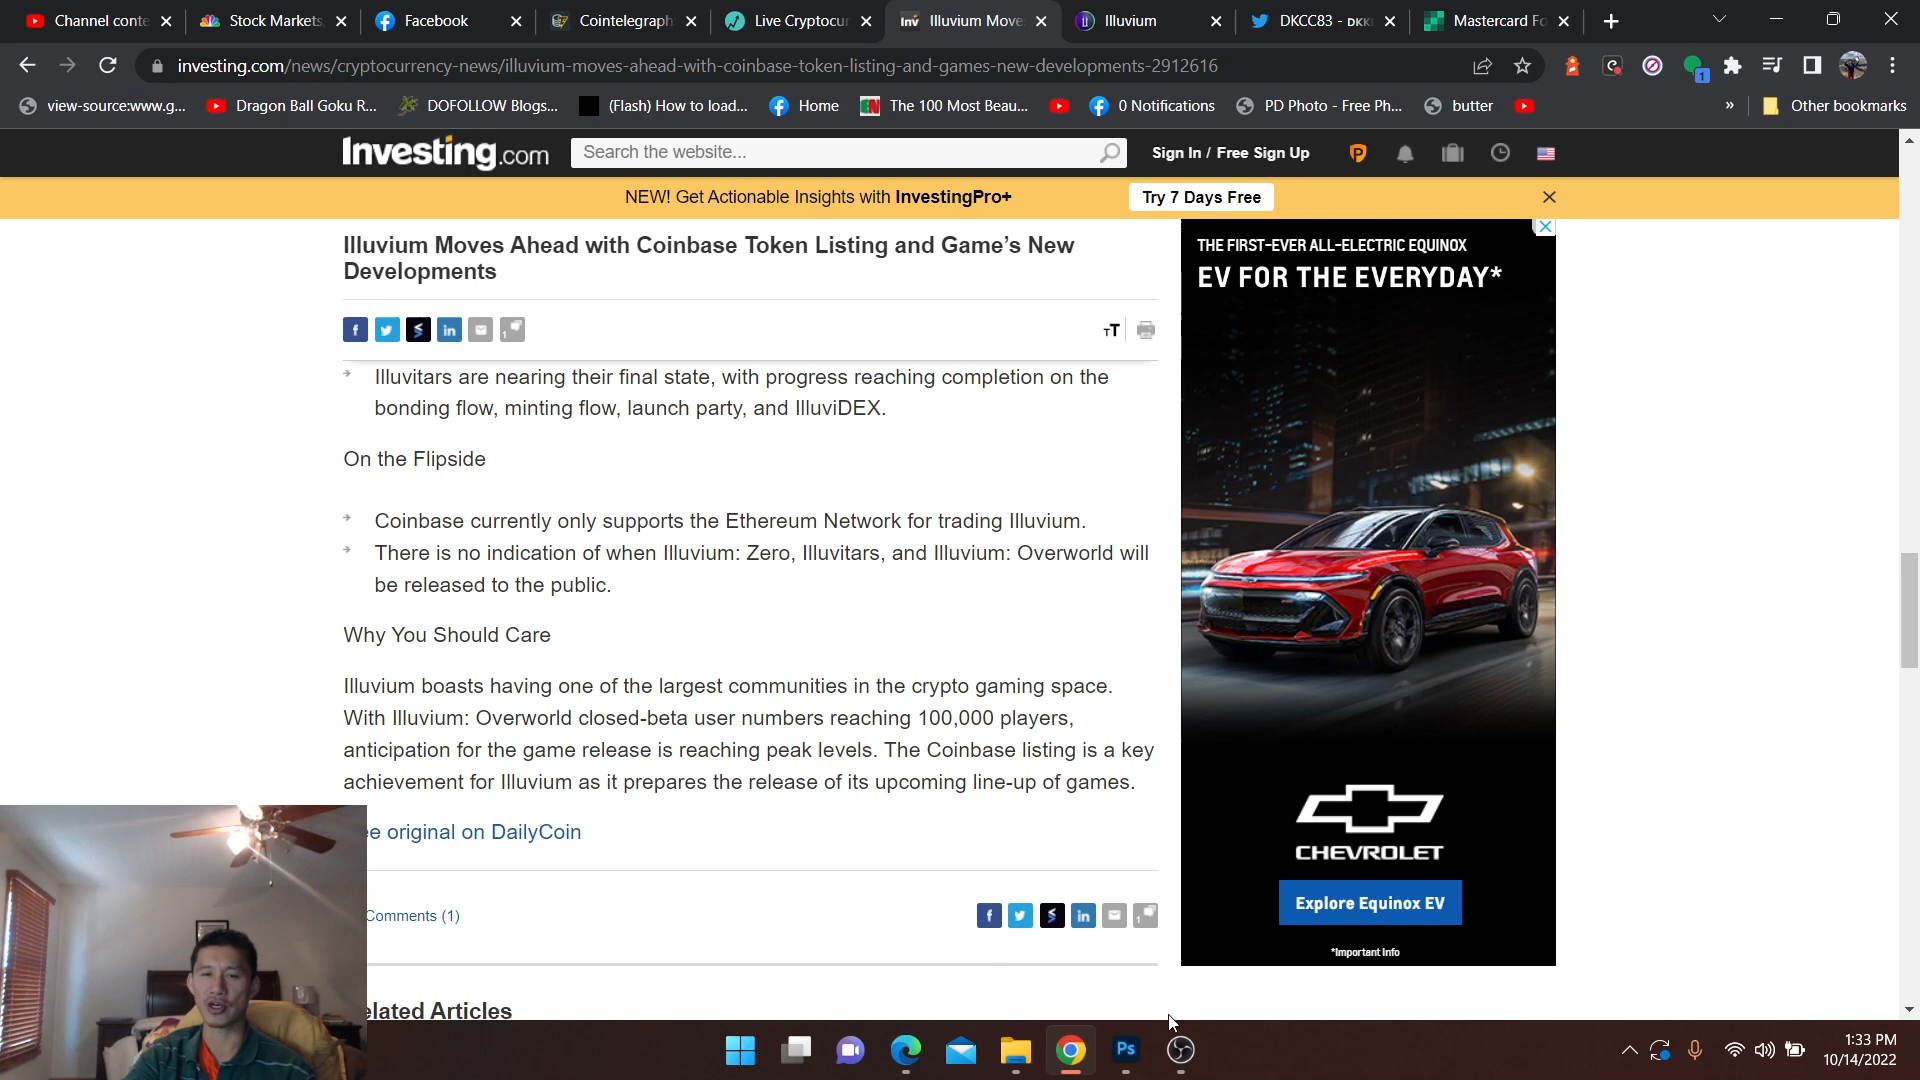 Channel conte
Stock Markets,
Facebook
Cointelegraph
Live Cryptocur
Illuvium Move
Illuvium
DKCC83 - DKK
Mastercard Fo
investing.com/news/cryptocurrency-news/illuvium-moves-ahead-with-coinbase-token-listing-and-games-new-developments-2912616
1
view-source:www.g...
Dragon Ball Goku R...
DOFOLLOW Blogs...
(Flash) How to load...
Home
The 100 Most Beau...
0 Notifications
PD Photo - Free Ph...
butter
»
Other bookmarks
Investing.com
Search the website...
Sign In / Free Sign Up
NEW! Get Actionable Insights with InvestingPro+
Try 7 Days Free
Illuvium Moves Ahead with Coinbase Token Listing and Game's New
Developments
1
TT
Illuvitars are nearing their final state, with progress reaching completion on the
bonding flow, minting flow, launch party, and IlluviDEX.
On the Flipside
Coinbase currently only supports the Ethereum Network for trading Illuvium.
There is no indication of when Illuvium: Zero, Illuvitars, and Illuvium: Overworld will
be released to the public.
Why You Should Care
Illuvium boasts having one of the largest communities in the crypto gaming space.
With Illuvium: Overworld closed-beta user numbers reaching 100,000 players,
anticipation for the game release is reaching peak levels. The Coinbase listing is a key
achievement for Illuvium as it prepares the release of its upcoming line-up of games.
ee original on DailyCoin
Comments (1)
1
elated Articles
THE FIRST-EVER ALL-ELECTRIC EQUINOX
EV FOR THE EVERYDAY*
CHEVROLET
Explore Equinox EV
*Important Info
Ps
1:33 PM
10/14/2022